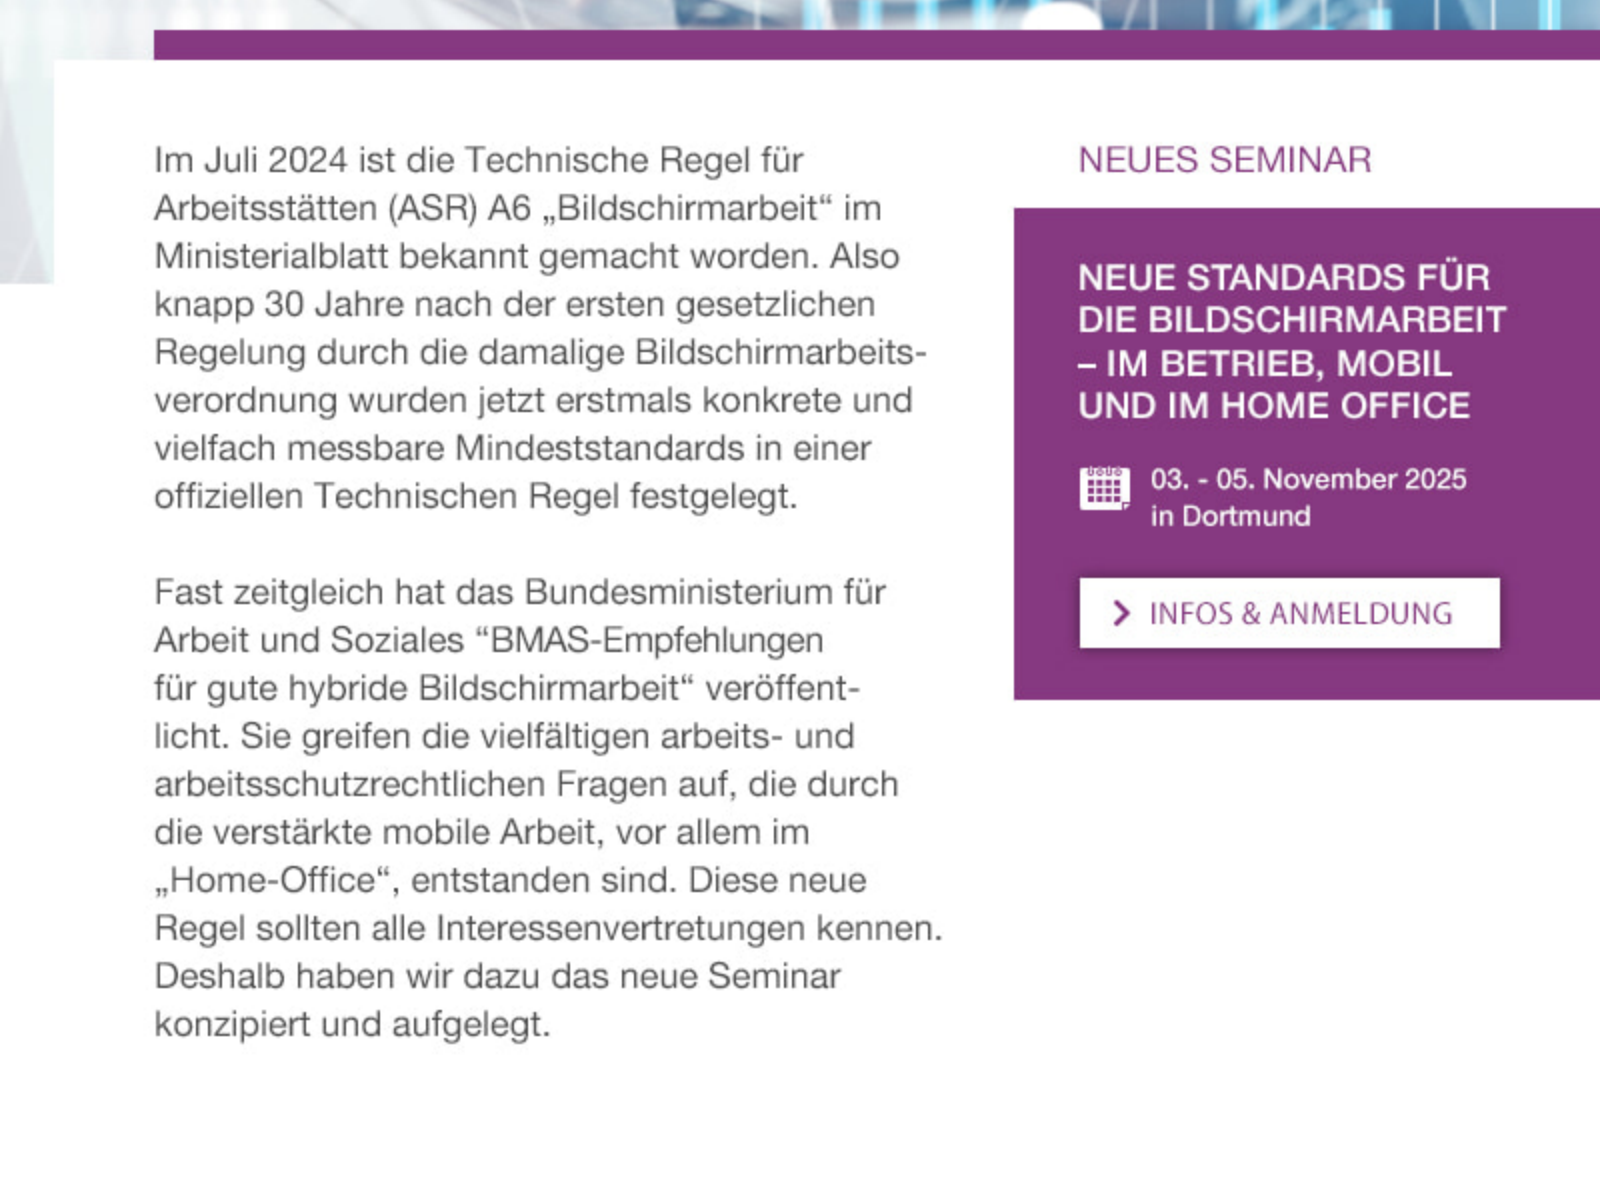 Im Juli 2024 ist die Technische Regel für
Arbeitsstätten (ASR) A6 „Bildschirmarbeit“ im
Ministerialblatt bekannt gemacht worden. Also
knapp 30 Jahre nach der ersten gesetzlichen
Regelung durch die damalige Bildschirmarbeits-
verordnung wurden jetzt erstmals konkrete und
vielfach messbare Mindeststandards in einer
offiziellen Technischen Regel festgelegt.
Fast zeitgleich hat das Bundesministerium für
Arbeit und Soziales “BMAS-Empfehlungen
für gute hybride Bildschirmarbeit“ veröffent-
licht. Sie greifen die vielfältigen arbeits- und
arbeitsschutzrechtlichen Fragen auf, die durch
die verstärkte mobile Arbeit, vor allem im
„Home-Office“, entstanden sind. Diese neue
Regel sollten alle Interessenvertretungen kennen.
Deshalb haben wir dazu das neue Seminar
konzipiert und aufgelegt.
NEUES SEMINAR
NEUE STANDARDS FÜR
DIE BILDSCHIRMARBEIT
– IM BETRIEB, MOBIL
UND IM HOME OFFICE
03. - 05. November 2025
in Dortmund
INFOS & ANMELDUNG